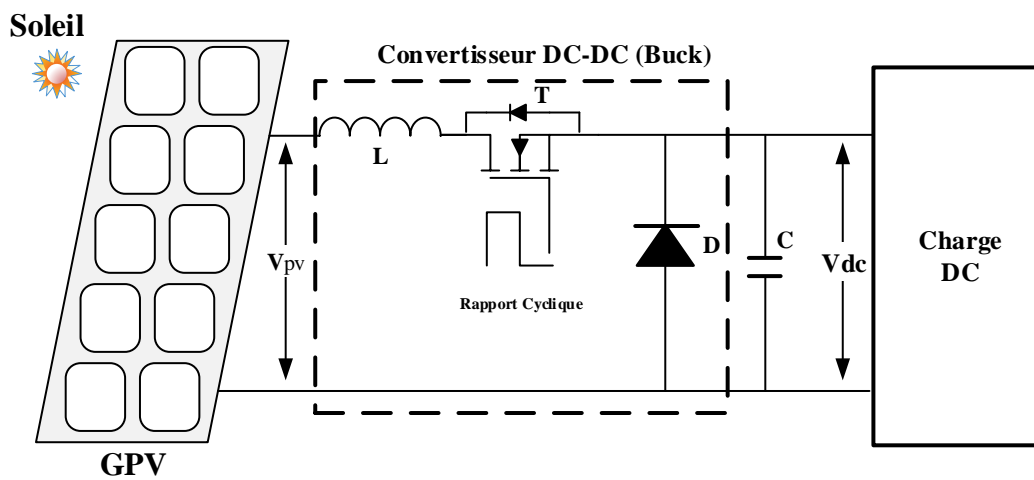 Soleil
Convertisseur DC-DC (Buck)
T
L
Vpv
D
C
Vdc
Charge
DC
Rapport Cyclique
GPV